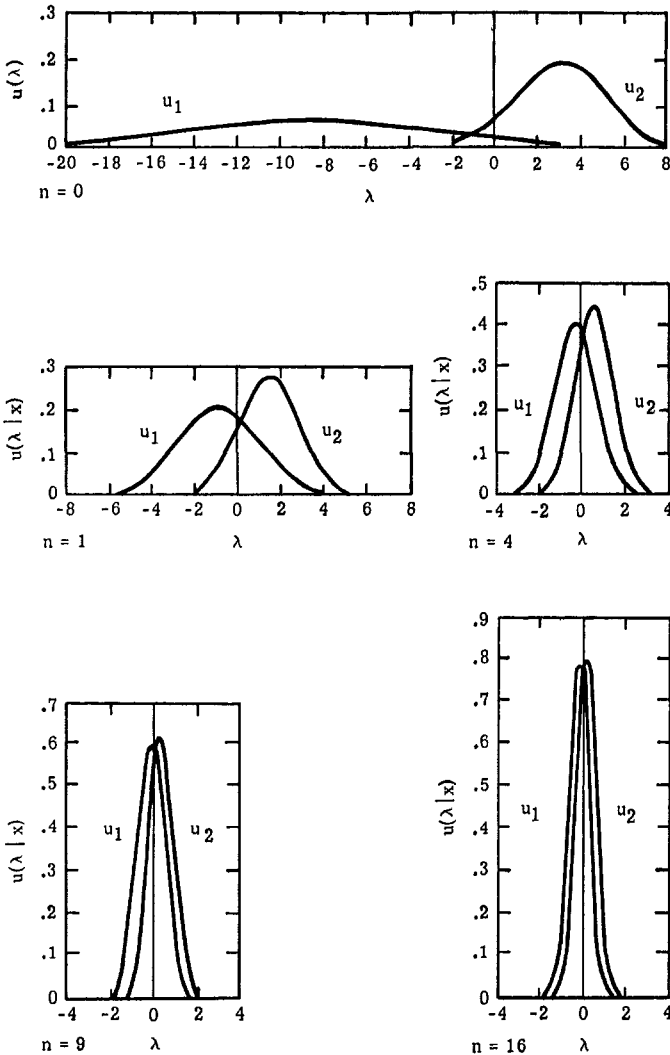 .3
.2
.1
0
u(λ)
u₁
u₂
-20 -18 -16 -14 -12 -10 -8 -6 -4 -2 0 2 4 6 8
n = 0
λ
.3
.2
.1
0
u(λ|x)
u₁
u₂
-8 -6 -4 -2 0 2 4 6 8
n = 1
λ
.5
.4
.3
.2
.1
0
u(λ|x)
u₁
u₂
-4 -2 0 2 4
n = 4
λ
.7
.6
.5
.4
.3
.2
.1
0
u(λ|x)
u₁
u₂
-4 -2 0 2 4
n = 9
λ
.9
.8
.7
.6
.5
.4
.3
.2
.1
0
u(λ|x)
u₁
u₂
-4 -2 0 2 4
n = 16
λ